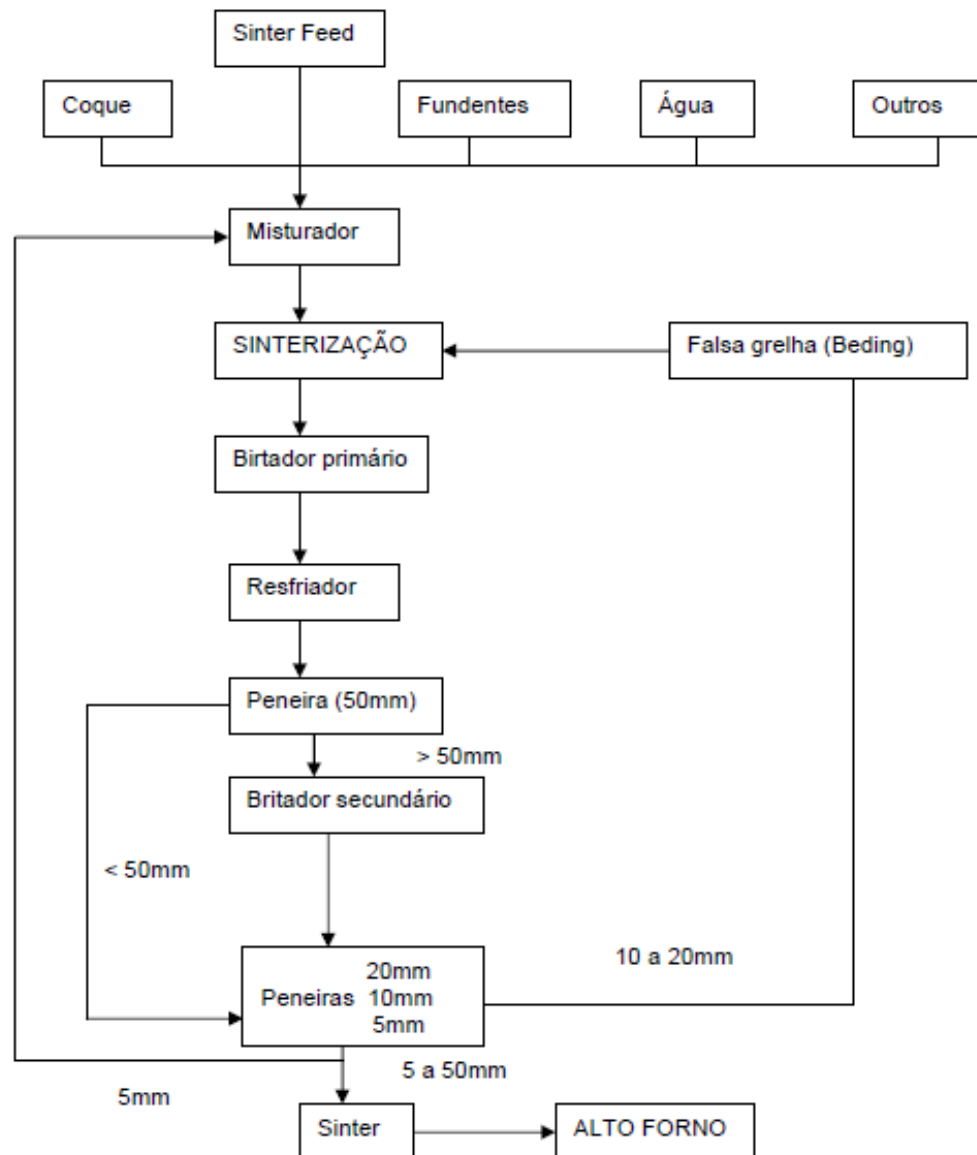 Sinter Feed
Coque
Fundentes
Água
Outros
Misturador
SINTERIZAÇÃO
Falsa grelha (Beding)
Birtador primário
Resfriador
Peneira (50mm)
> 50mm
Britador secundário
< 50mm
10 a 20mm
20mm
Peneiras 10mm
5mm
5 a 50mm
5mm
Sinter
ALTO FORNO